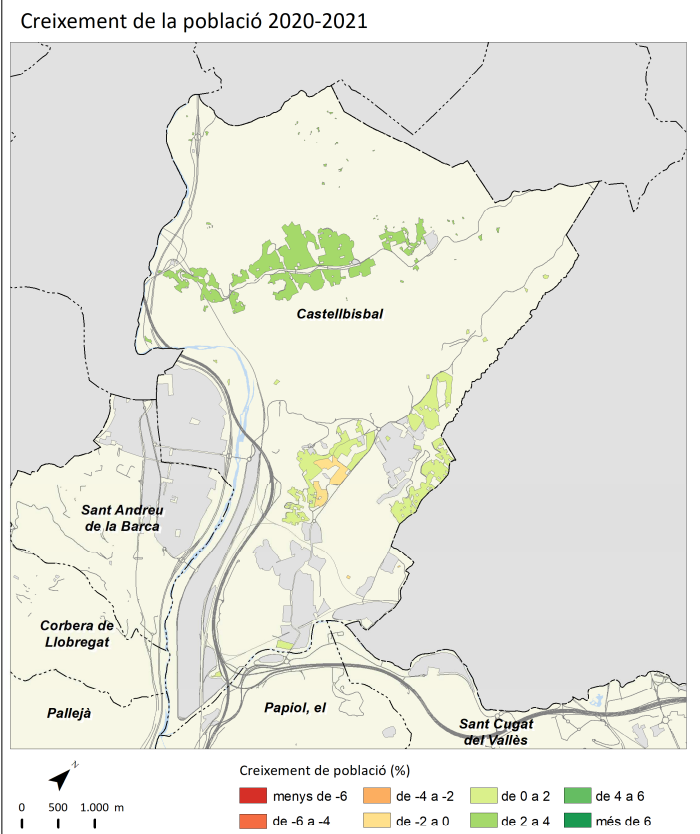 Creixement de la població 2020-2021
Castellbisbal
Sant Andreu
de la Barca
Corbera de
Llobregat
Pallejà
Papiol, el
Sant Cugat
del Vallès
N
0 500 1.000 m
Creixement de població (%)
menys de -6
de -4 a -2
de 0 a 2
de 4 a 6
de -6 a -4
de -2 a 0
de 2 a 4
més de 6